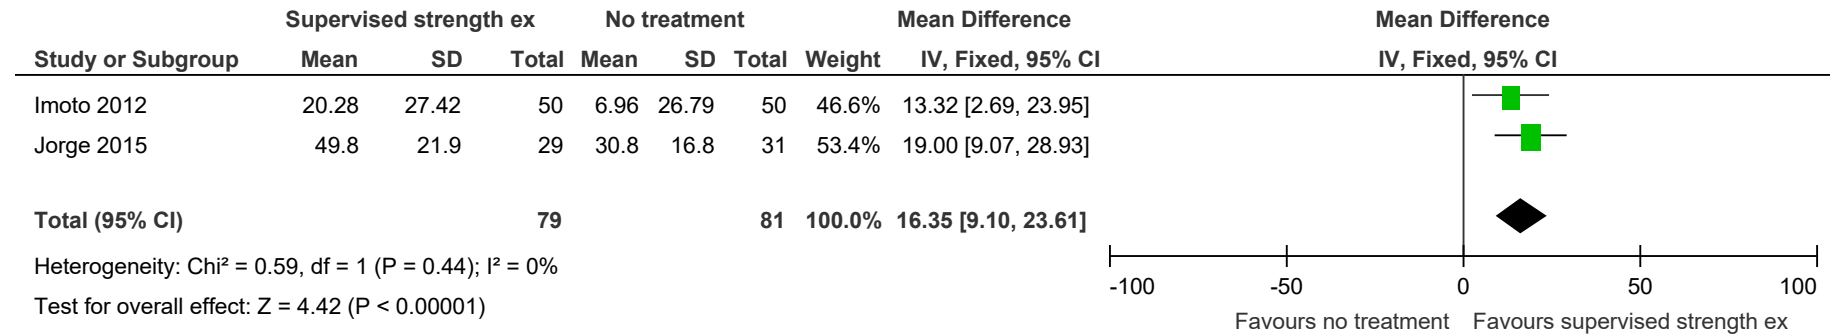 Supervised strength ex No treatment Mean Difference Mean Difference
Study or Subgroup Mean SD Total Mean SD Total Weight IV, Fixed, 95% CI IV, Fixed, 95% CI
Imoto 2012 20.28 27.42 50 6.96 26.79 50 46.6% 13.32 [2.69, 23.95]
Jorge 2015 49.8 21.9 29 30.8 16.8 31 53.4% 19.00 [9.07, 28.93]
Total (95% CI) 79 81 100.0% 16.35 [9.10, 23.61]
Heterogeneity: Chi² = 0.59, df = 1 (P = 0.44); I² = 0%
Test for overall effect: Z = 4.42 (P < 0.00001)
-100 -50 0 50 100
Favours no treatment Favours supervised strength ex